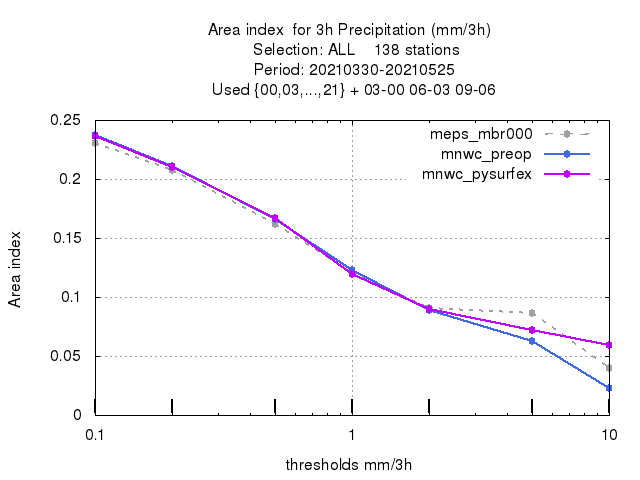 Area index  for 3h Precipitation (mm/3h)
Selection: ALL    138 stations
Period: 20210330-20210525
Used {00,03,...,21} + 03-00 06-03 09-06
meps_mbr000
mnwc_preop
mnwc_pysurfex
0.25
0.2
0.15
0.1
0.05
0
Area index
0.1
1
10
thresholds mm/3h